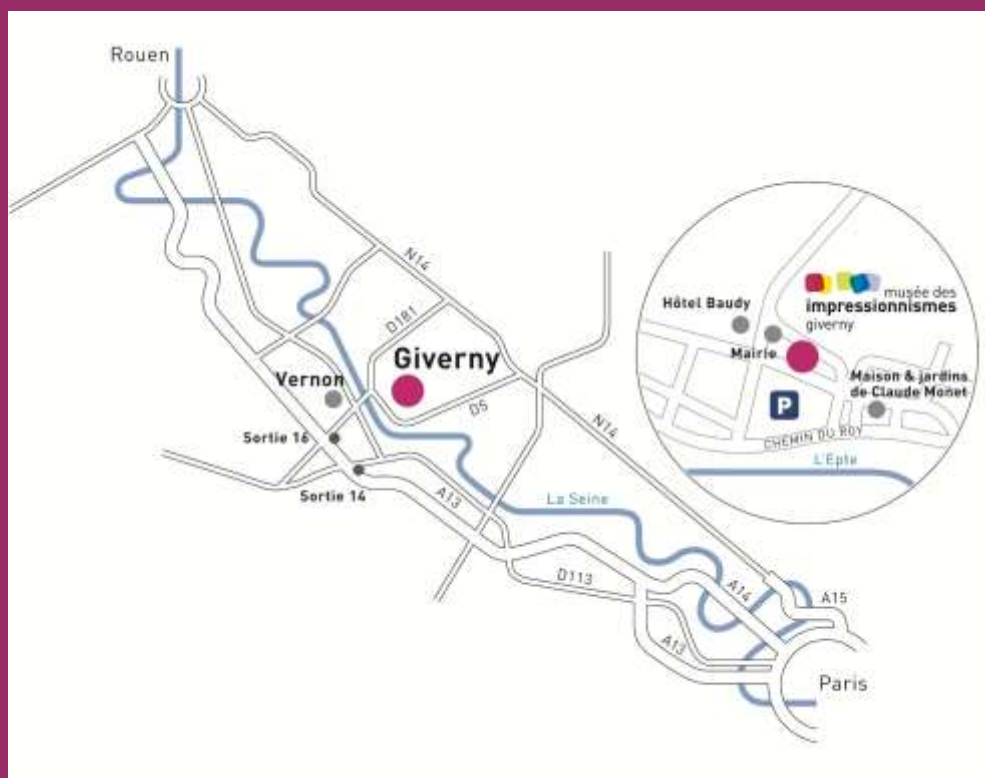 Rouen
N14
D181
Giverny
Vernon
D5
Sortie 16
N14
Sortie 14
A13
La Seine
D113
A14
A15
A13
Paris
musée des
impressionnismes
giverny
Hôtel Baudy
Mairie
Maison & jardins
de Claude Monet
P
CHEMIN DU ROY
L'Epte